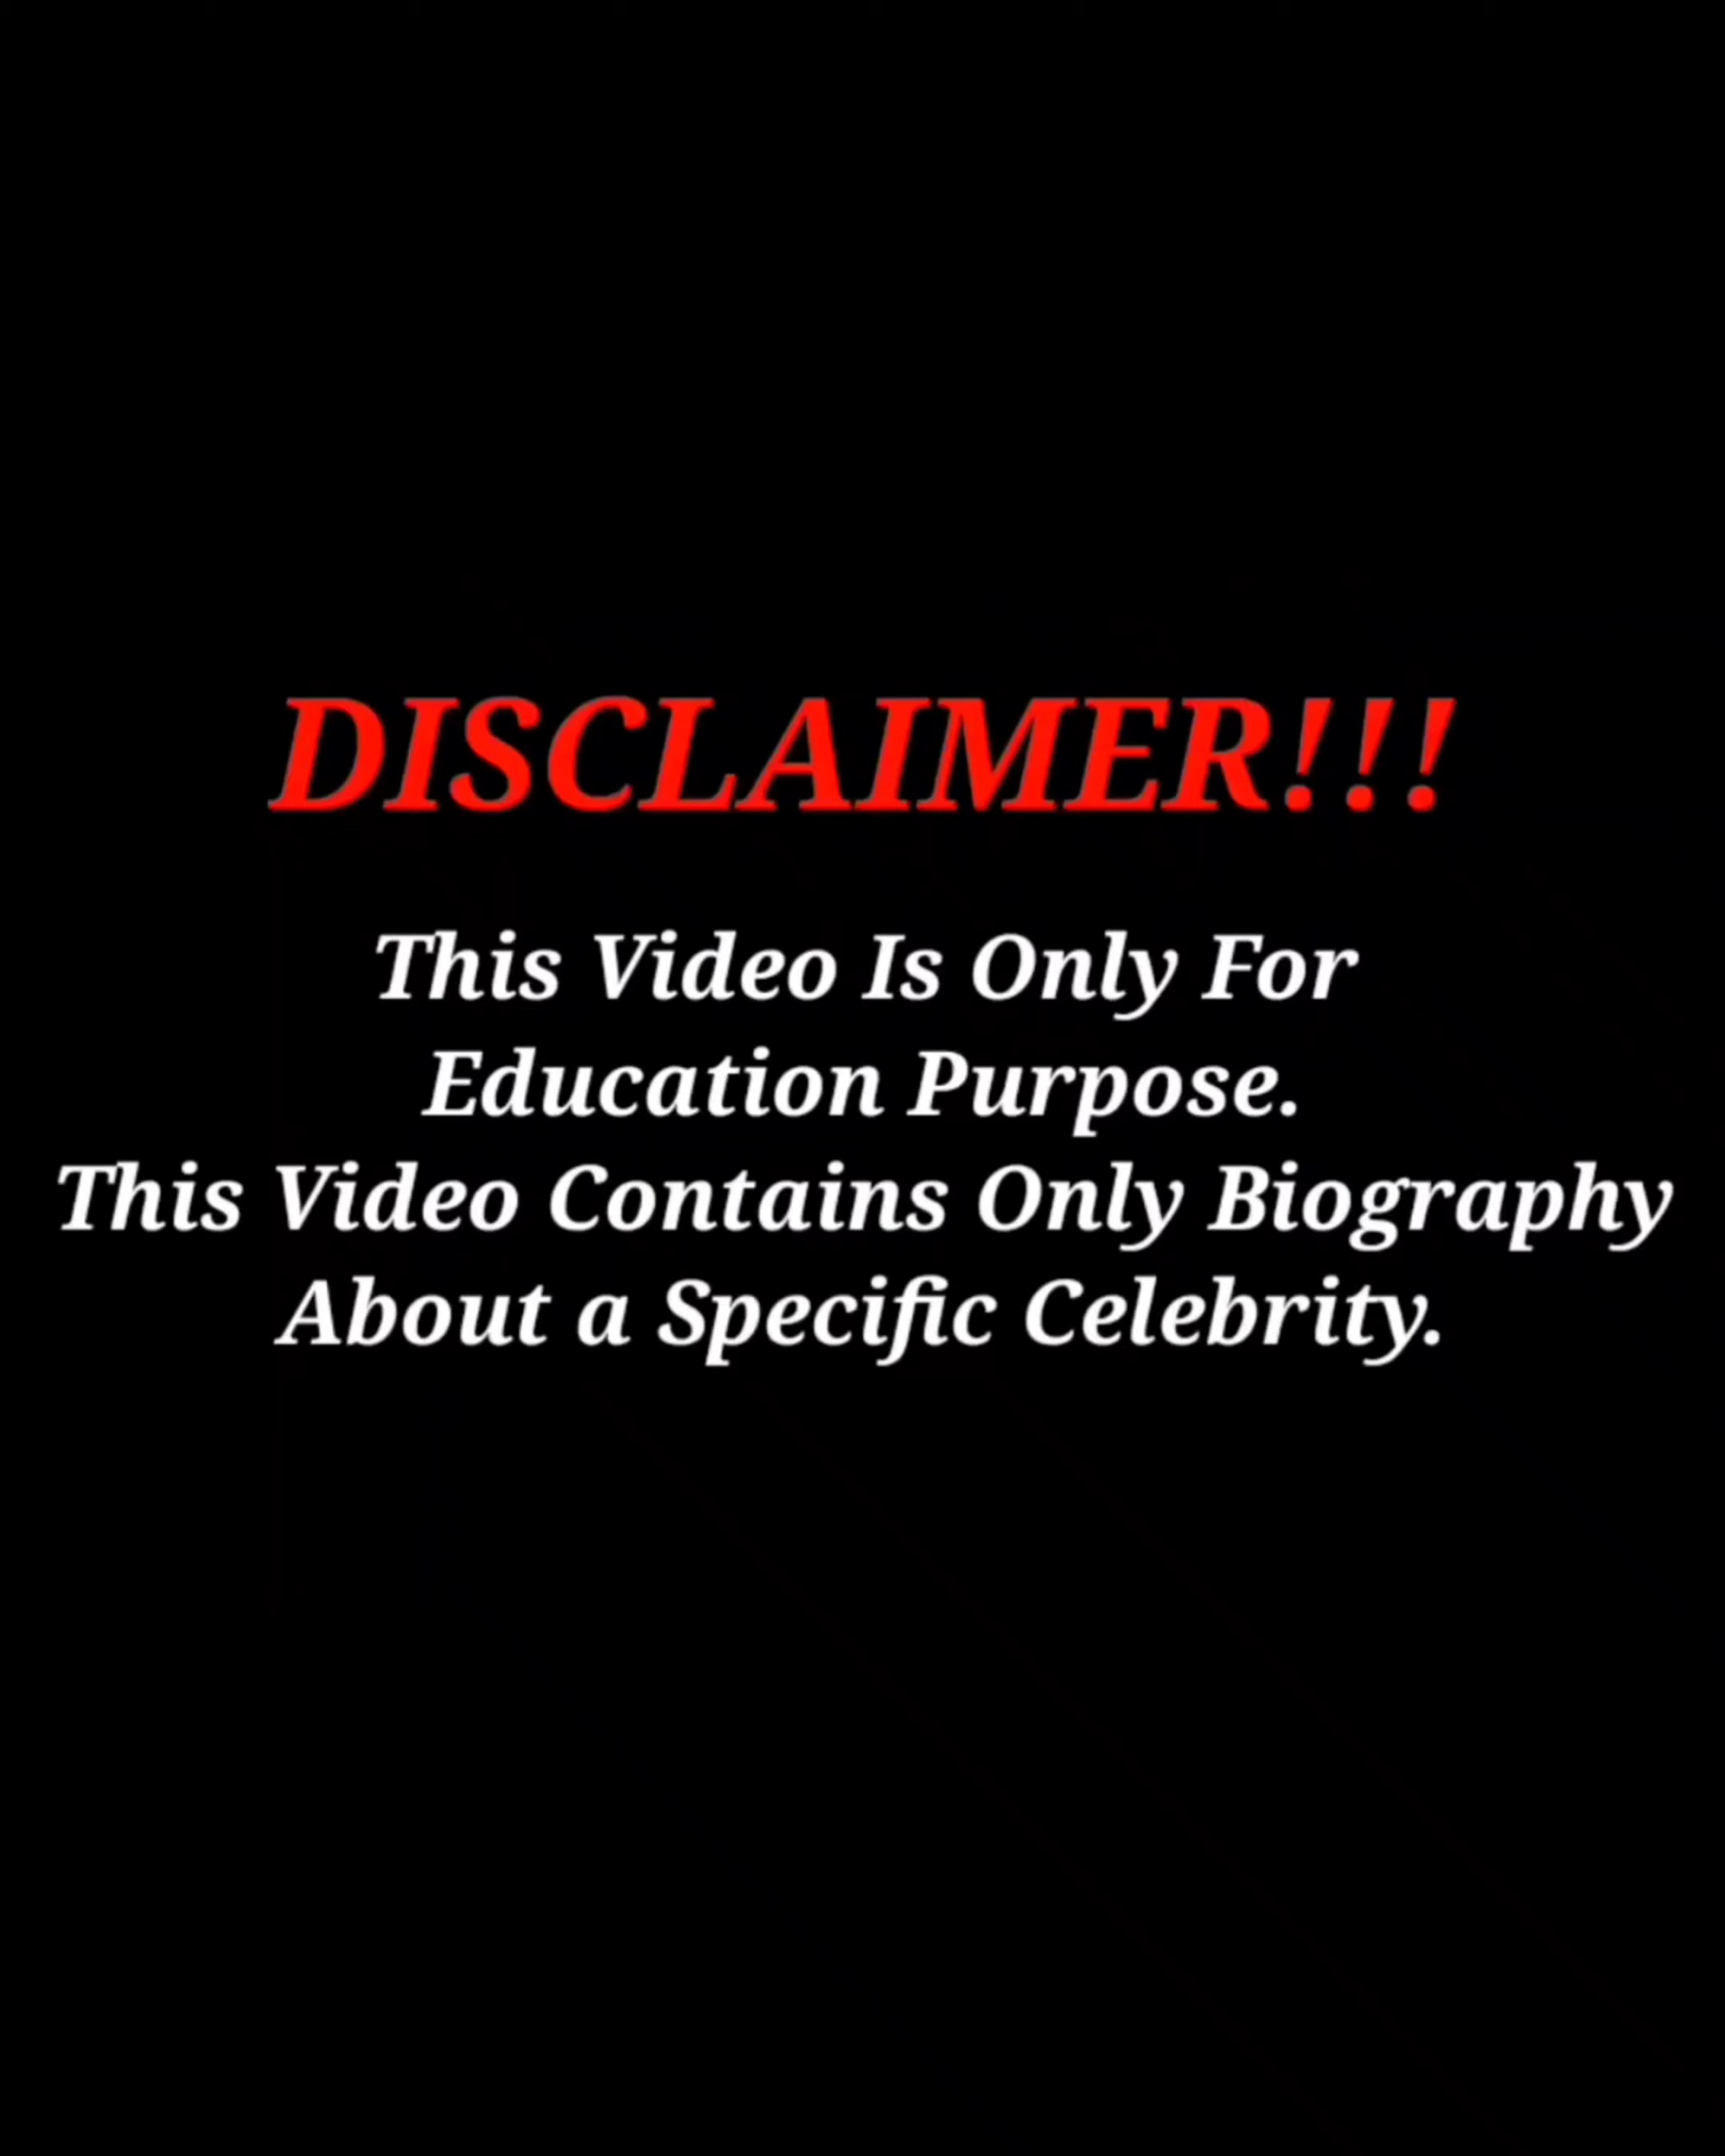 DISCLAIMER!!!
This Video Is Only For
Education Purpose.
This Video Contains Only Biography
About a Specific Celebrity.